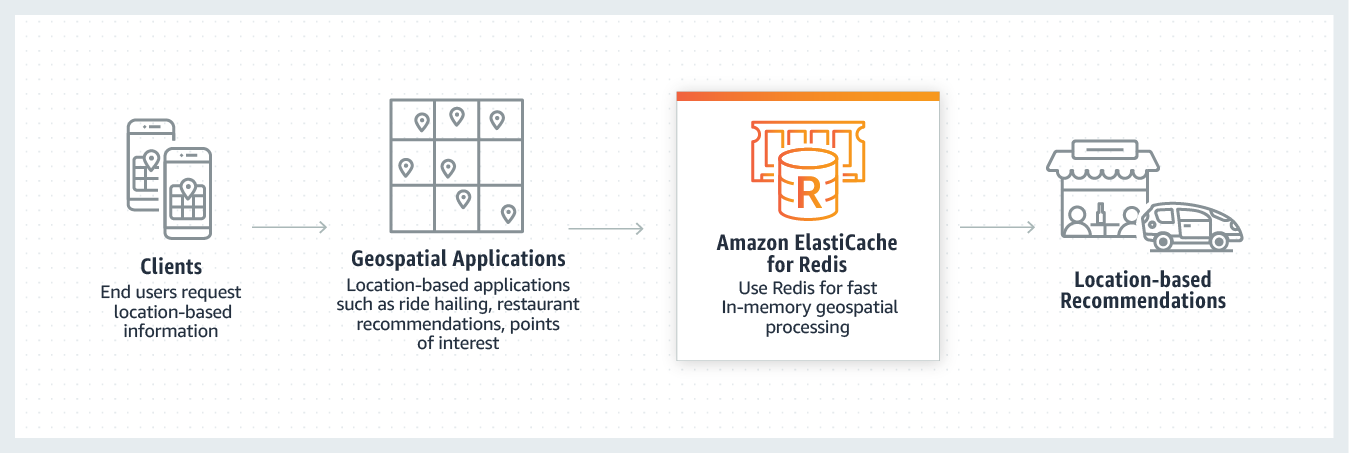 Clients
End users request
location-based
information
Geospatial Applications
Location-based applications
such as ride hailing, restaurant
recommendations, points
of interest
R
Amazon ElastiCache
for Redis
Use Redis for fast
In-memory geospatial
processing
Location-based
Recommendations